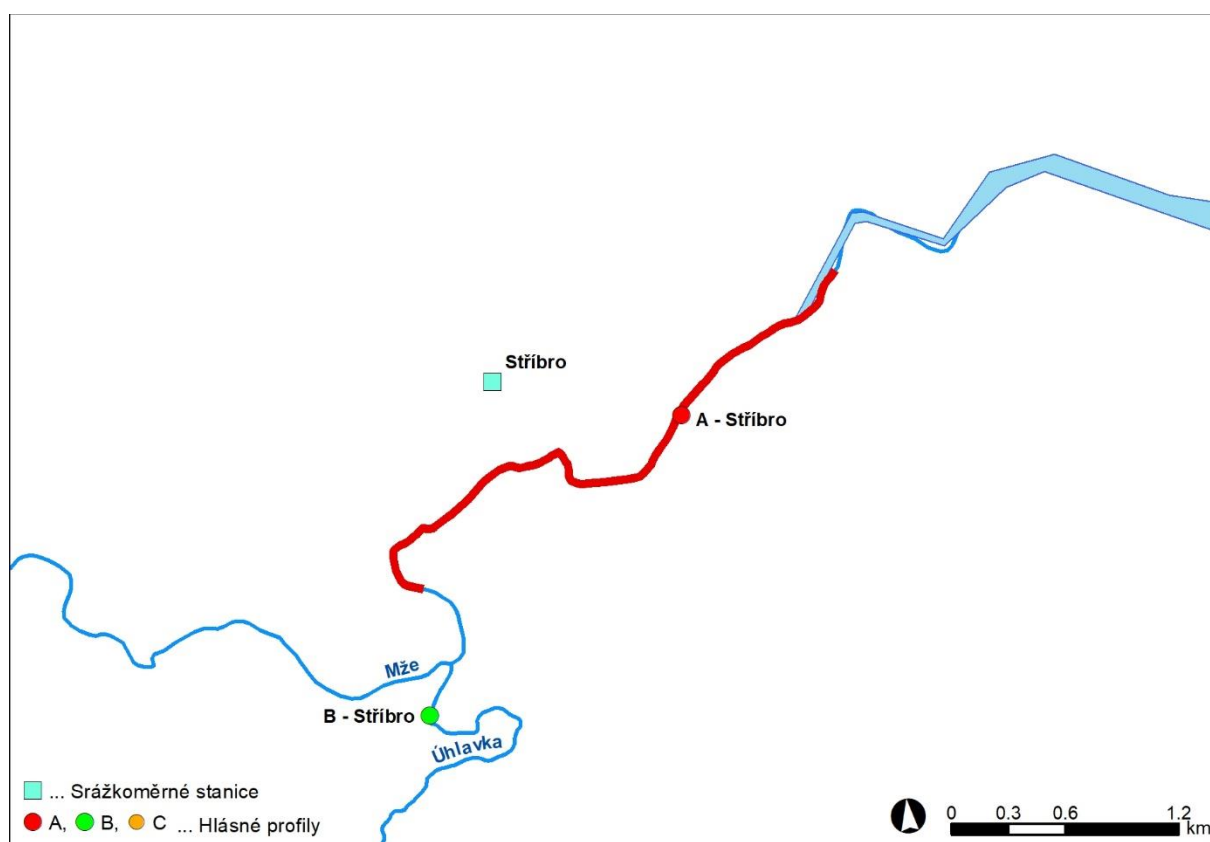 Stříbro
A - Stříbro
Mže
B - Stříbro
Úhlavka
... Srážkoměrné stanice
A, B, C ... Hlásné profily
0 0.3 0.6 1.2
km